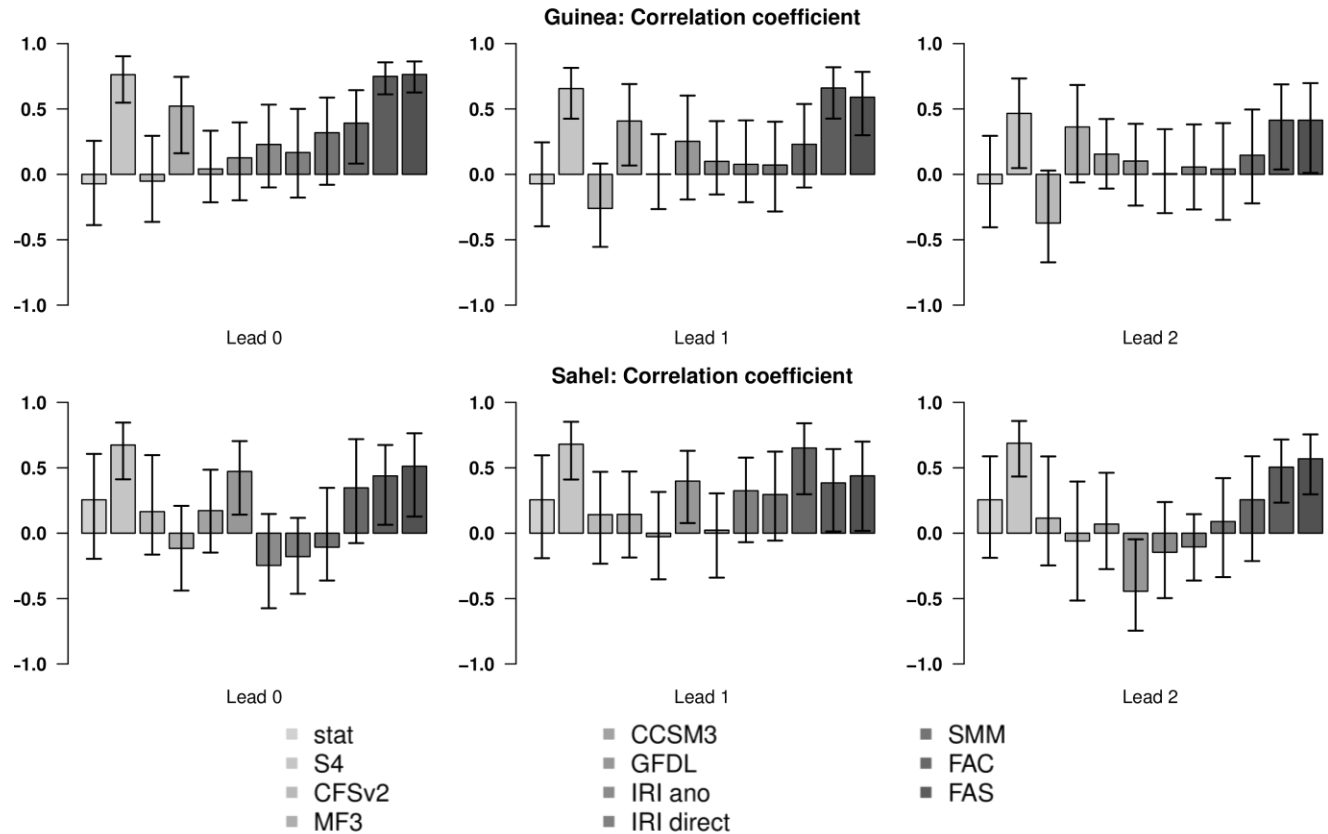 Guinea: Correlation coefficient
1.0
0.5
0.0
−0.5
−1.0
Lead 0
1.0
0.5
0.0
−0.5
−1.0
Lead 1
1.0
0.5
0.0
−0.5
−1.0
Lead 2
Sahel: Correlation coefficient
1.0
0.5
0.0
−0.5
−1.0
Lead 0
1.0
0.5
0.0
−0.5
−1.0
Lead 1
1.0
0.5
0.0
−0.5
−1.0
Lead 2
stat
S4
CFSv2
MF3
CCSM3
GFDL
IRI ano
IRI direct
SMM
FAC
FAS